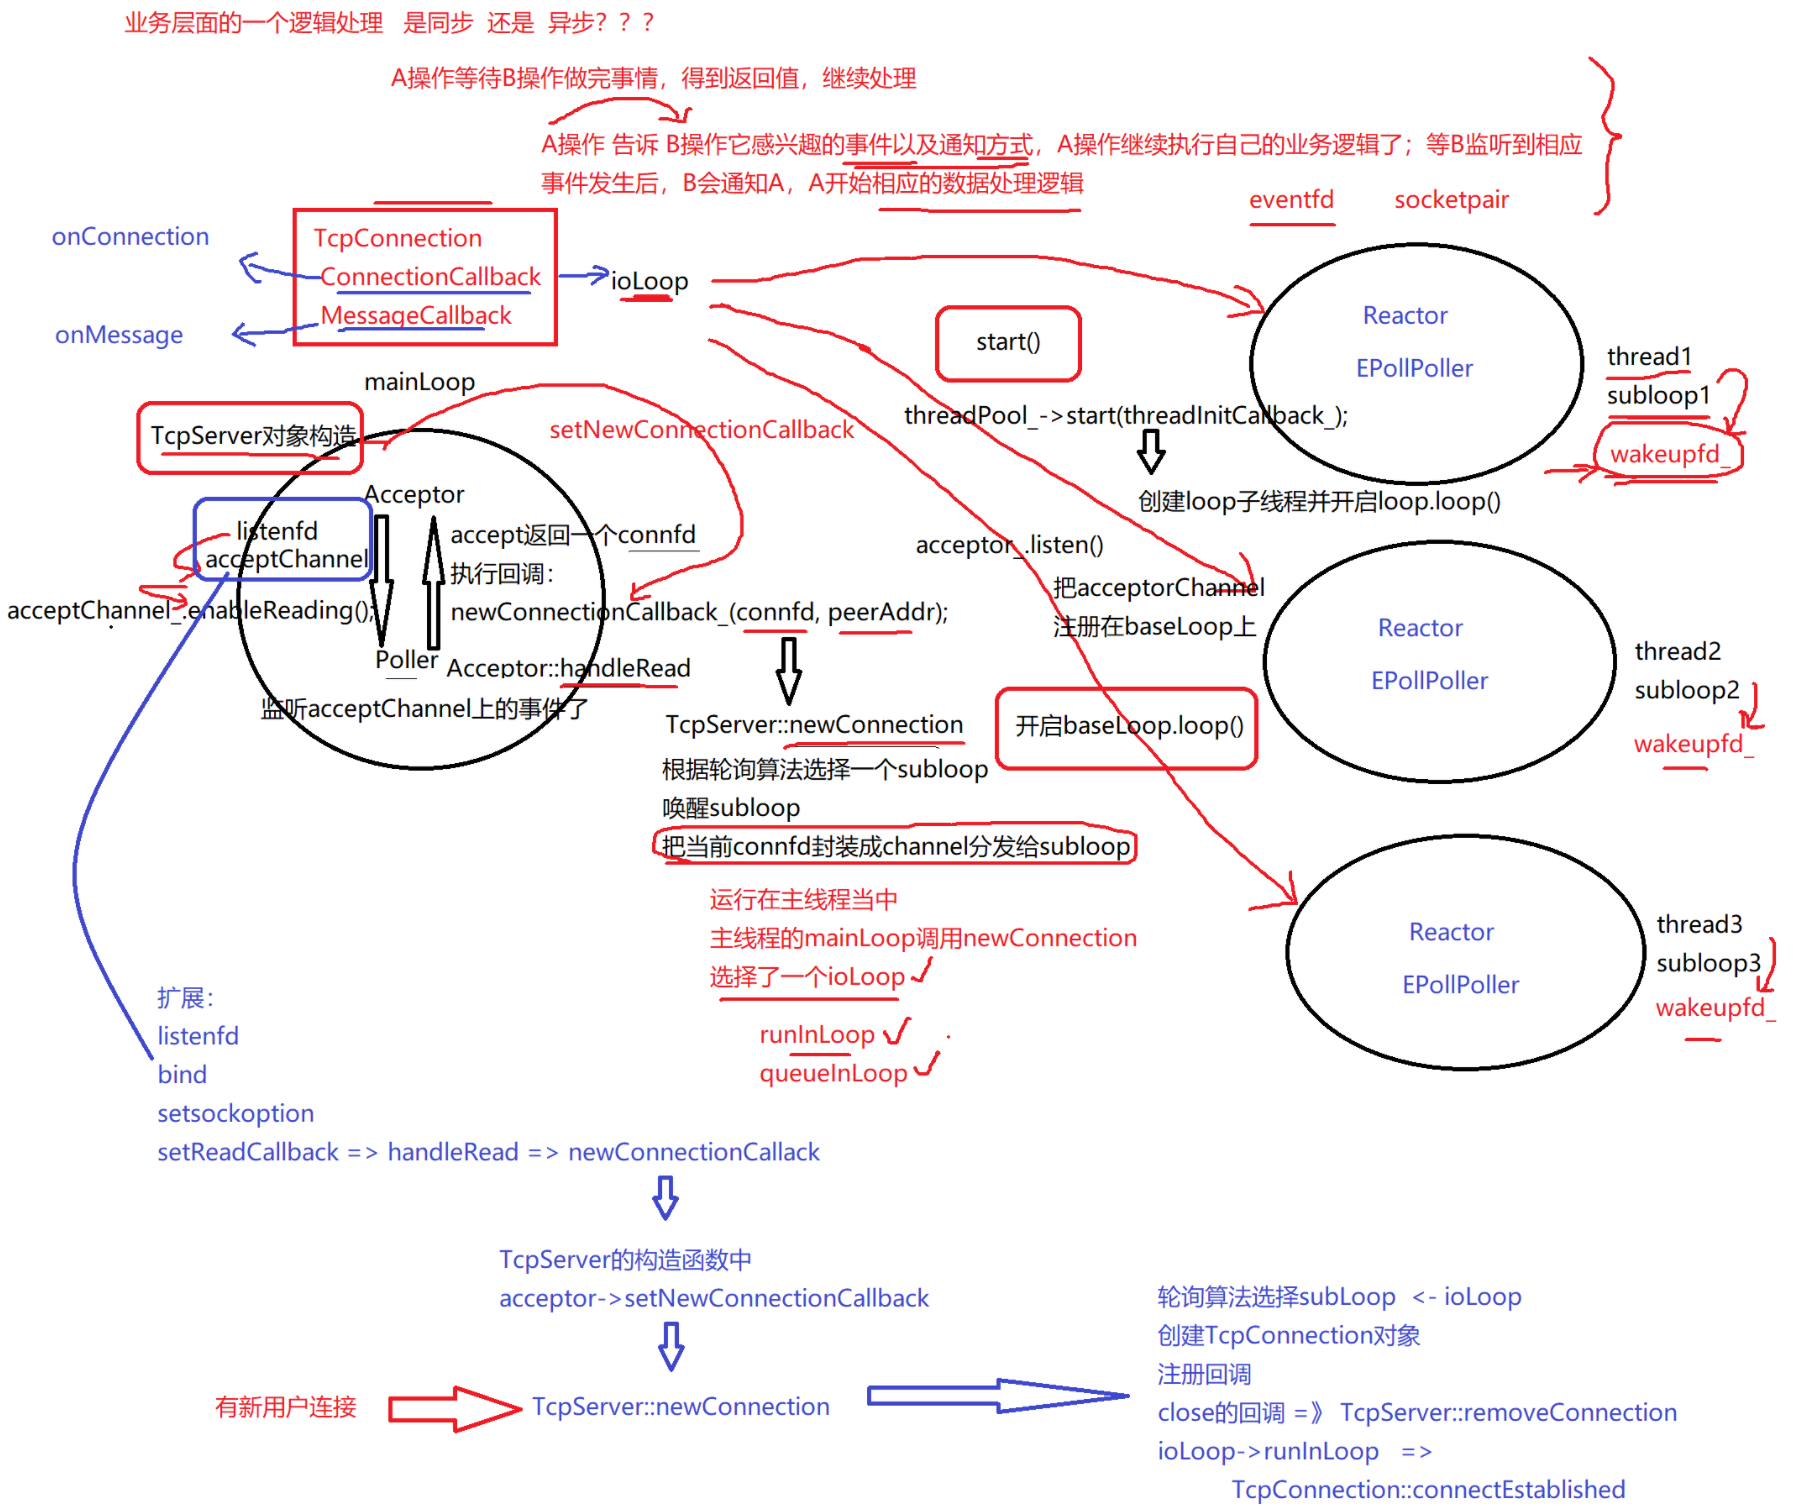 业务层面的一个逻辑处理 是同步 还是 异步？？？
A操作等待B操作做完事情，得到返回值，继续处理
A操作 告诉 B操作它感兴趣的事件以及通知方式，A操作继续执行自己的业务逻辑了；等B监听到相应
事件发生后，B会通知A，A开始相应的数据处理逻辑
eventfd
socketpair
onConnection
onMessage
TcpConnection
ConnectionCallback
MessageCallback
ioLoop
mainLoop
TcpServer对象构造
setNewConnectionCallback
Acceptor
listenfd
acceptChannel
acceptChannel_.enableReading();
accept返回一个connfd
执行回调：
newConnectionCallback_(connfd, peerAddr);
Poller
Acceptor::handleRead
监听acceptChannel上的事件了
TcpServer::newConnection
根据轮询算法选择一个subloop
唤醒subloop
把当前connfd封装成channel分发给subloop
运行在主线程当中
主线程的mainLoop调用newConnection
选择了一个ioLoop
runInLoop
queueInLoop
start()
threadPool_->start(threadInitCallback_);
创建loop子线程并开启loop.loop()
acceptor_.listen()
把acceptorChannel
注册在baseLoop上
开启baseLoop.loop()
Reactor
EPollPoller
thread1
subloop1
wakeupfd_
Reactor
EPollPoller
thread2
subloop2
wakeupfd_
Reactor
EPollPoller
thread3
subloop3
wakeupfd_
扩展：
listenfd
bind
setsockoption
setReadCallback => handleRead => newConnectionCallack
TcpServer的构造函数中
acceptor->setNewConnectionCallback
有新用户连接
TcpServer::newConnection
轮询算法选择subLoop <- ioLoop
创建TcpConnection对象
注册回调
close的回调 =》 TcpServer::removeConnection
ioLoop->runInLoop =>
TcpConnection::connectEstablished